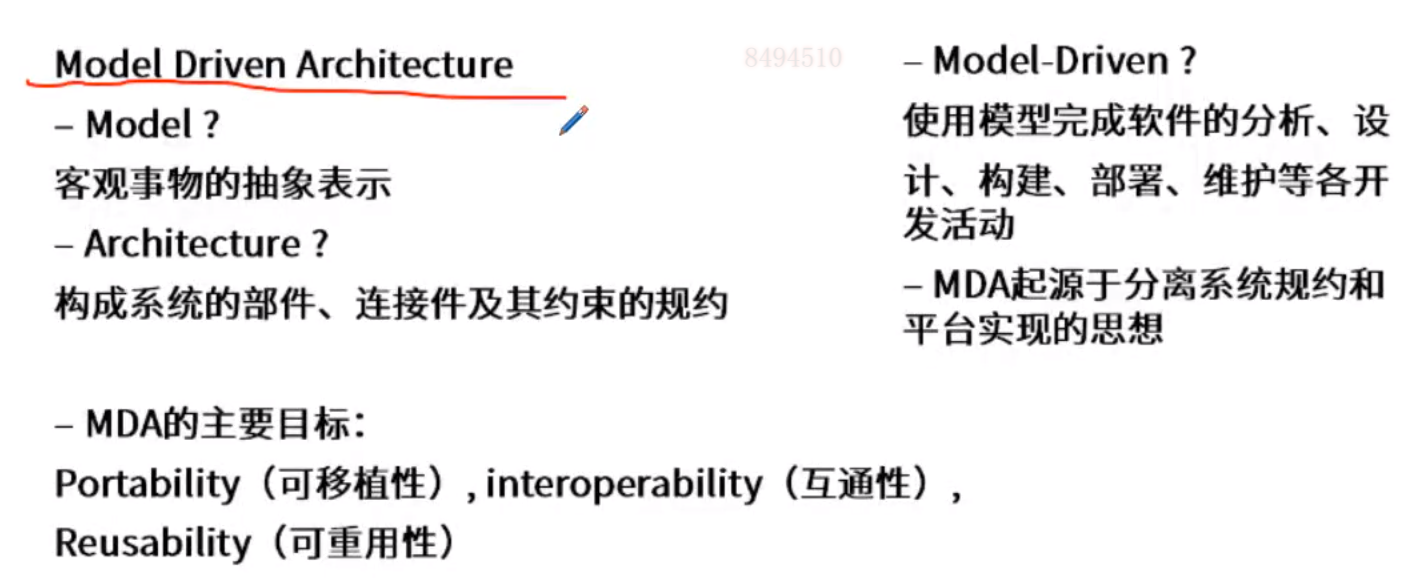 Model Driven Architecture
– Model ?
客观事物的抽象表示
– Architecture ?
构成系统的部件、连接件及其约束的规约
8494510
– Model-Driven ?
使用模型完成软件的分析、设
计、构建、部署、维护等各开
发活动
– MDA起源于分离系统规约和
平台实现的思想
– MDA的主要目标：
Portability（可移植性）, interoperability（互通性）,
Reusability（可重用性）